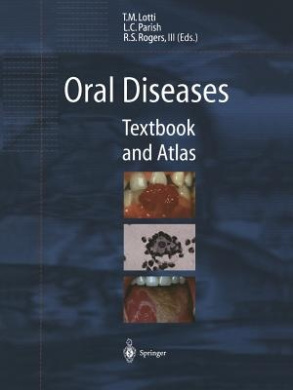 T.M.Lotti
L.C.Parish
R.S.Rogers, III (Eds.)
Oral Diseases
Textbook
and Atlas
Springer